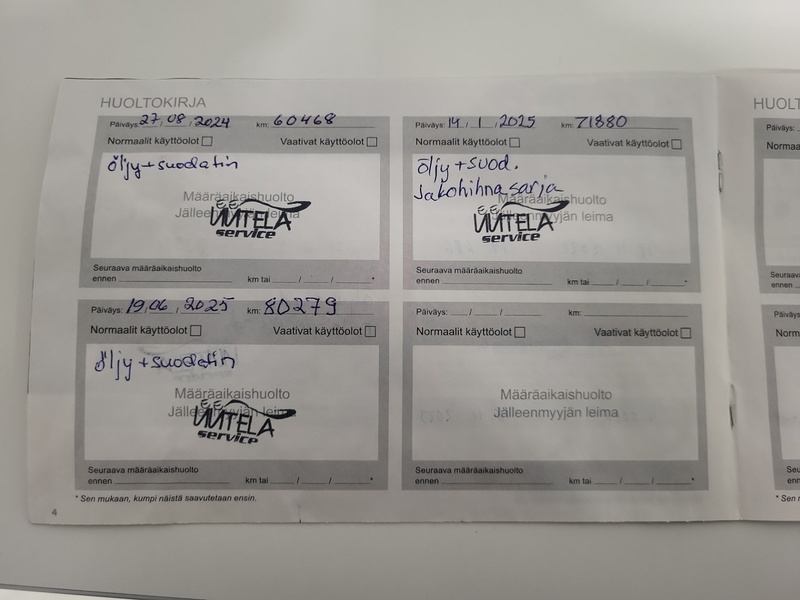 HUOLTOKIRJA
Päiväys: 27 / 08 / 2024 km: 60468
Normaalit käyttöolot Vaativat käyttöolot
öljy + suodatin
Määräaikaishuolto
Jälleenmyyjän leima
UUTELA
service
Seuraava määräaikaishuolto
ennen km tai / / *
Päiväys: 14 / 1 / 2025 km: 71880
Normaalit käyttöolot Vaativat käyttöolot
öljy + suod.
Jakohihnasarja
Määräaikaishuolto
Jälleenmyyjän leima
UUTELA
service
Seuraava määräaikaishuolto
ennen km tai / / *
Päiväys: 19.06 / 2025 km: 80279
Normaalit käyttöolot Vaativat käyttöolot
öljy + suodatin
Määräaikaishuolto
Jälleenmyyjän leima
UUTELA
service
Seuraava määräaikaishuolto
ennen km tai / / *
Päiväys: / / km:
Normaalit käyttöolot Vaativat käyttöolot
Määräaikaishuolto
Jälleenmyyjän leima
Seuraava määräaikaishuolto
ennen km tai / / *
* Sen mukaan, kumpi näistä saavutetaan ensin.
4